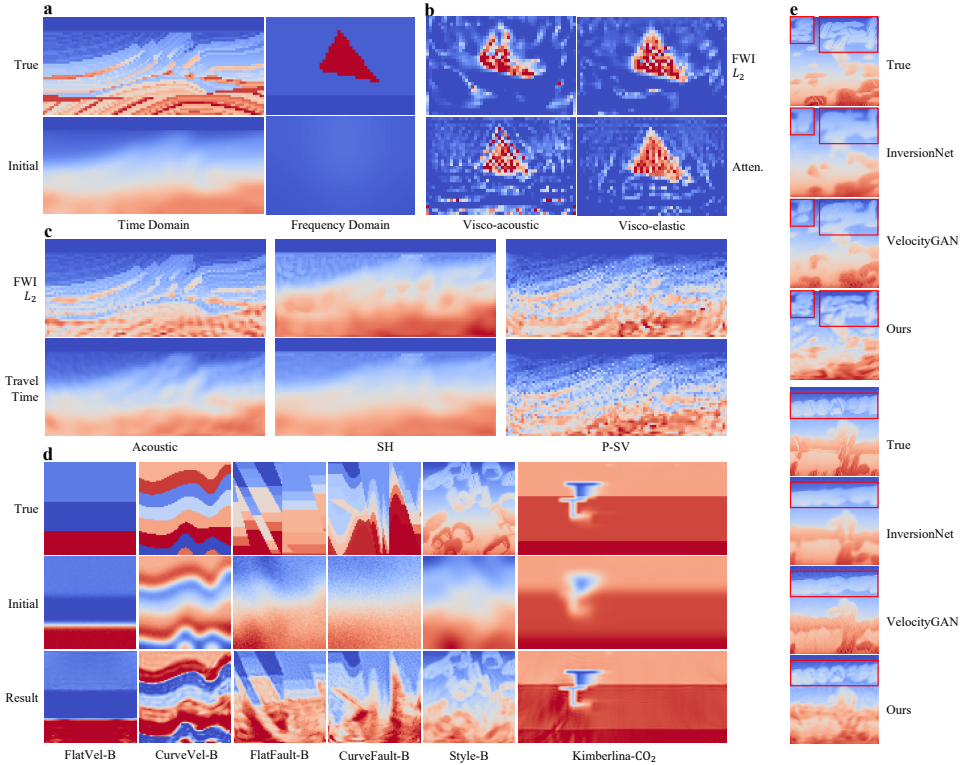 a
True
Initial
Time Domain
Frequency Domain
b
FWI
L₂
Atten.
Visco-acoustic
Visco-elastic
c
FWI
L₂
Travel
Time
Acoustic
SH
P-SV
d
True
Initial
Result
FlatVel-B
CurveVel-B
FlatFault-B
CurveFault-B
Style-B
Kimberlina-CO₂
e
True
InversionNet
VelocityGAN
Ours
True
InversionNet
VelocityGAN
Ours